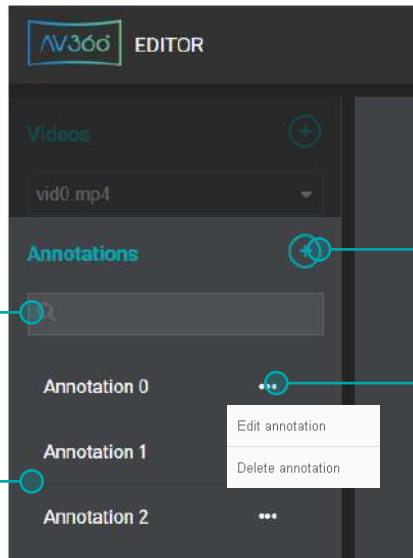 AV360 EDITOR
Videos
vid0.mp4
Annotations
Annotation 0
Edit annotation
Annotation 1
Delete annotation
Annotation 2